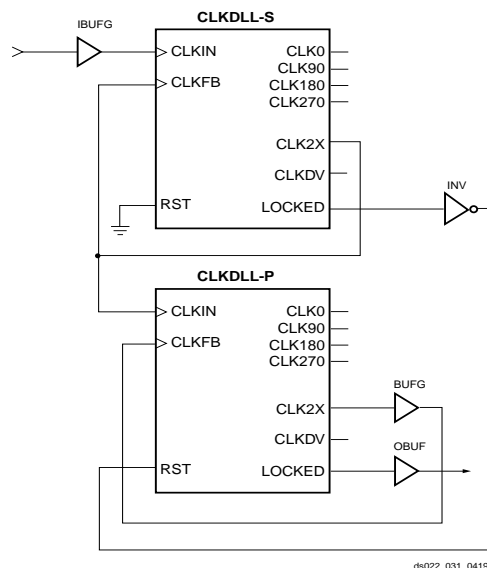 IBUFG
CLKDLL-S
CLKIN
CLKFB
RST
CLK0
CLK90
CLK180
CLK270
CLK2X
CLKDV
LOCKED
INV
CLKDLL-P
CLKIN
CLKFB
RST
CLK0
CLK90
CLK180
CLK270
CLK2X
CLKDV
LOCKED
BUFG
OBUF
ds022_031_0419